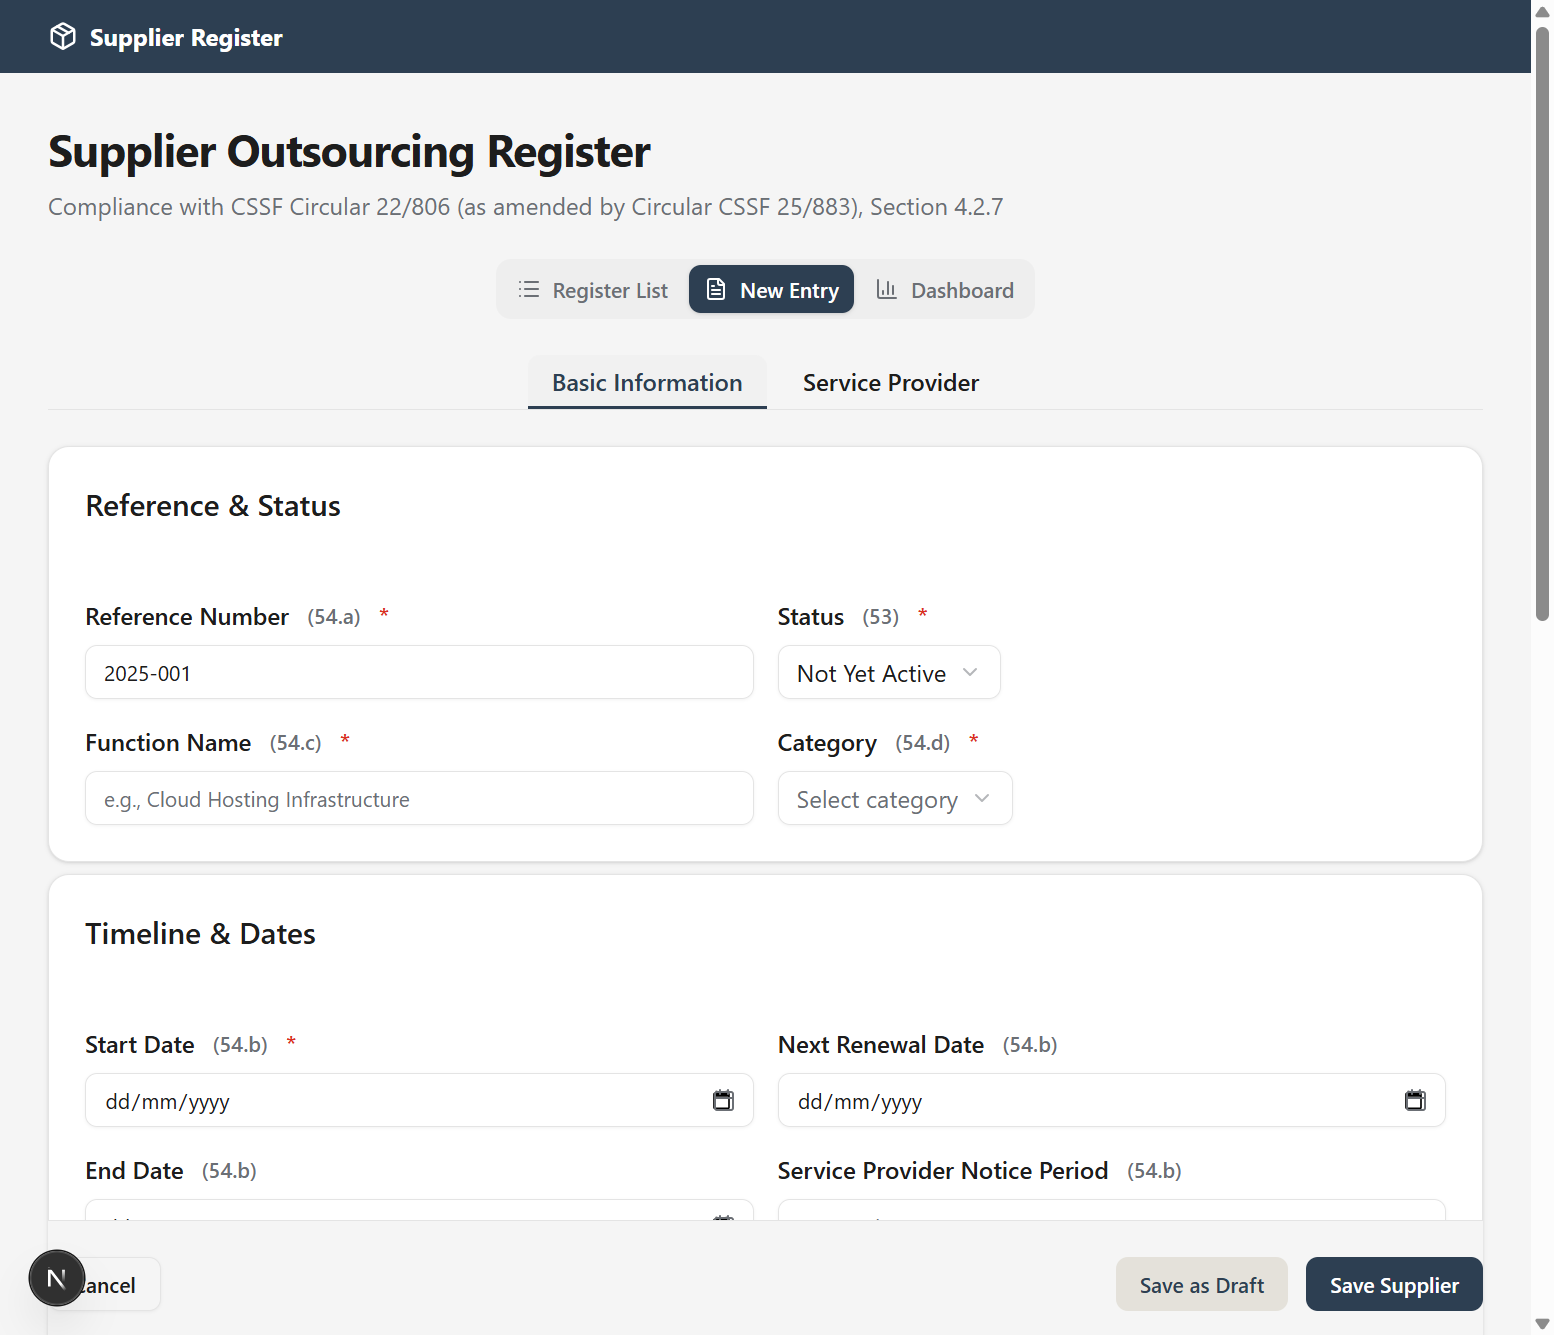 Supplier Register
Supplier Outsourcing Register
Compliance with CSSF Circular 22/806 (as amended by Circular CSSF 25/883), Section 4.2.7
Register List
New Entry
Dashboard
Basic Information
Service Provider
Reference & Status
Reference Number (54.a) *
Status (53) *
2025-001
Not Yet Active
Function Name (54.c) *
Category (54.d) *
e.g., Cloud Hosting Infrastructure
Select category
Timeline & Dates
Start Date (54.b) *
Next Renewal Date (54.b)
dd/mm/yyyy
dd/mm/yyyy
End Date (54.b)
Service Provider Notice Period (54.b)
N
ancel
Save as Draft
Save Supplier